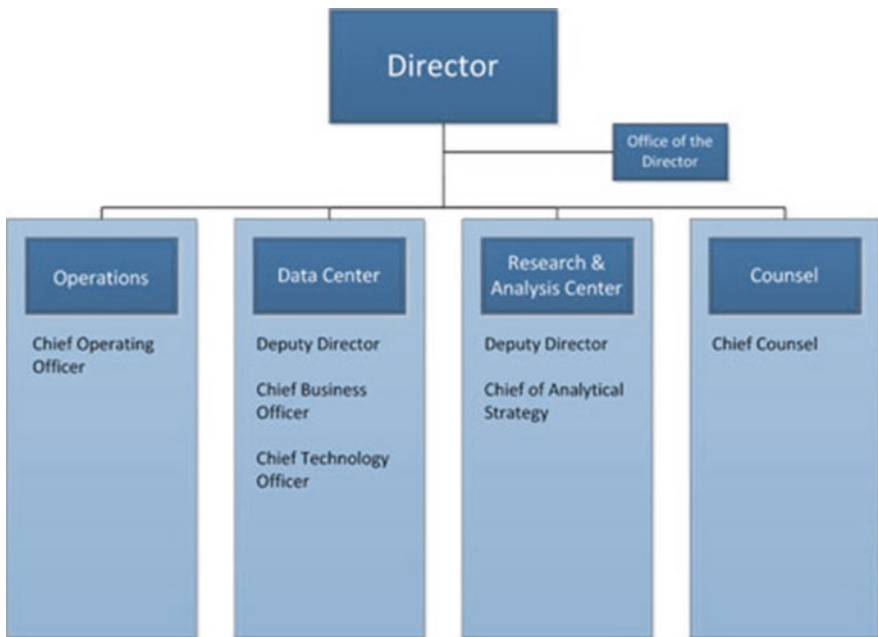 Director
Office of the
Director
Operations
Chief Operating
Officer
Data Center
Deputy Director
Chief Business
Officer
Chief Technology
Officer
Research &
Analysis Center
Deputy Director
Chief of Analytical
Strategy
Counsel
Chief Counsel